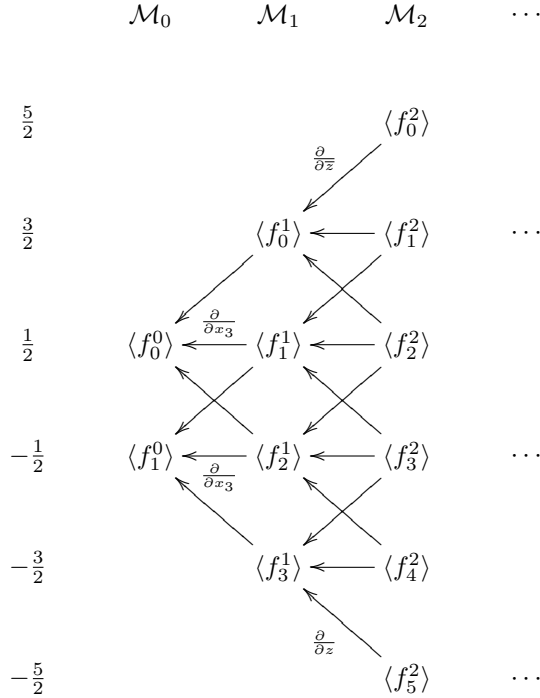 𝓜₀ 𝓜₁ 𝓜₂ ⋯
5/2 ⟨f₀²⟩
∂/∂z̅
3/2 ⟨f₀¹⟩ ⟨f₁²⟩ ⋯
∂/∂x₃
1/2 ⟨f₀⁰⟩ ⟨f₁¹⟩ ⟨f₂²⟩
−1/2 ⟨f₁⁰⟩ ⟨f₂¹⟩ ⟨f₃²⟩ ⋯
∂/∂x₃
−3/2 ⟨f₃¹⟩ ⟨f₄²⟩
∂/∂z
−5/2 ⟨f₅²⟩ ⋯